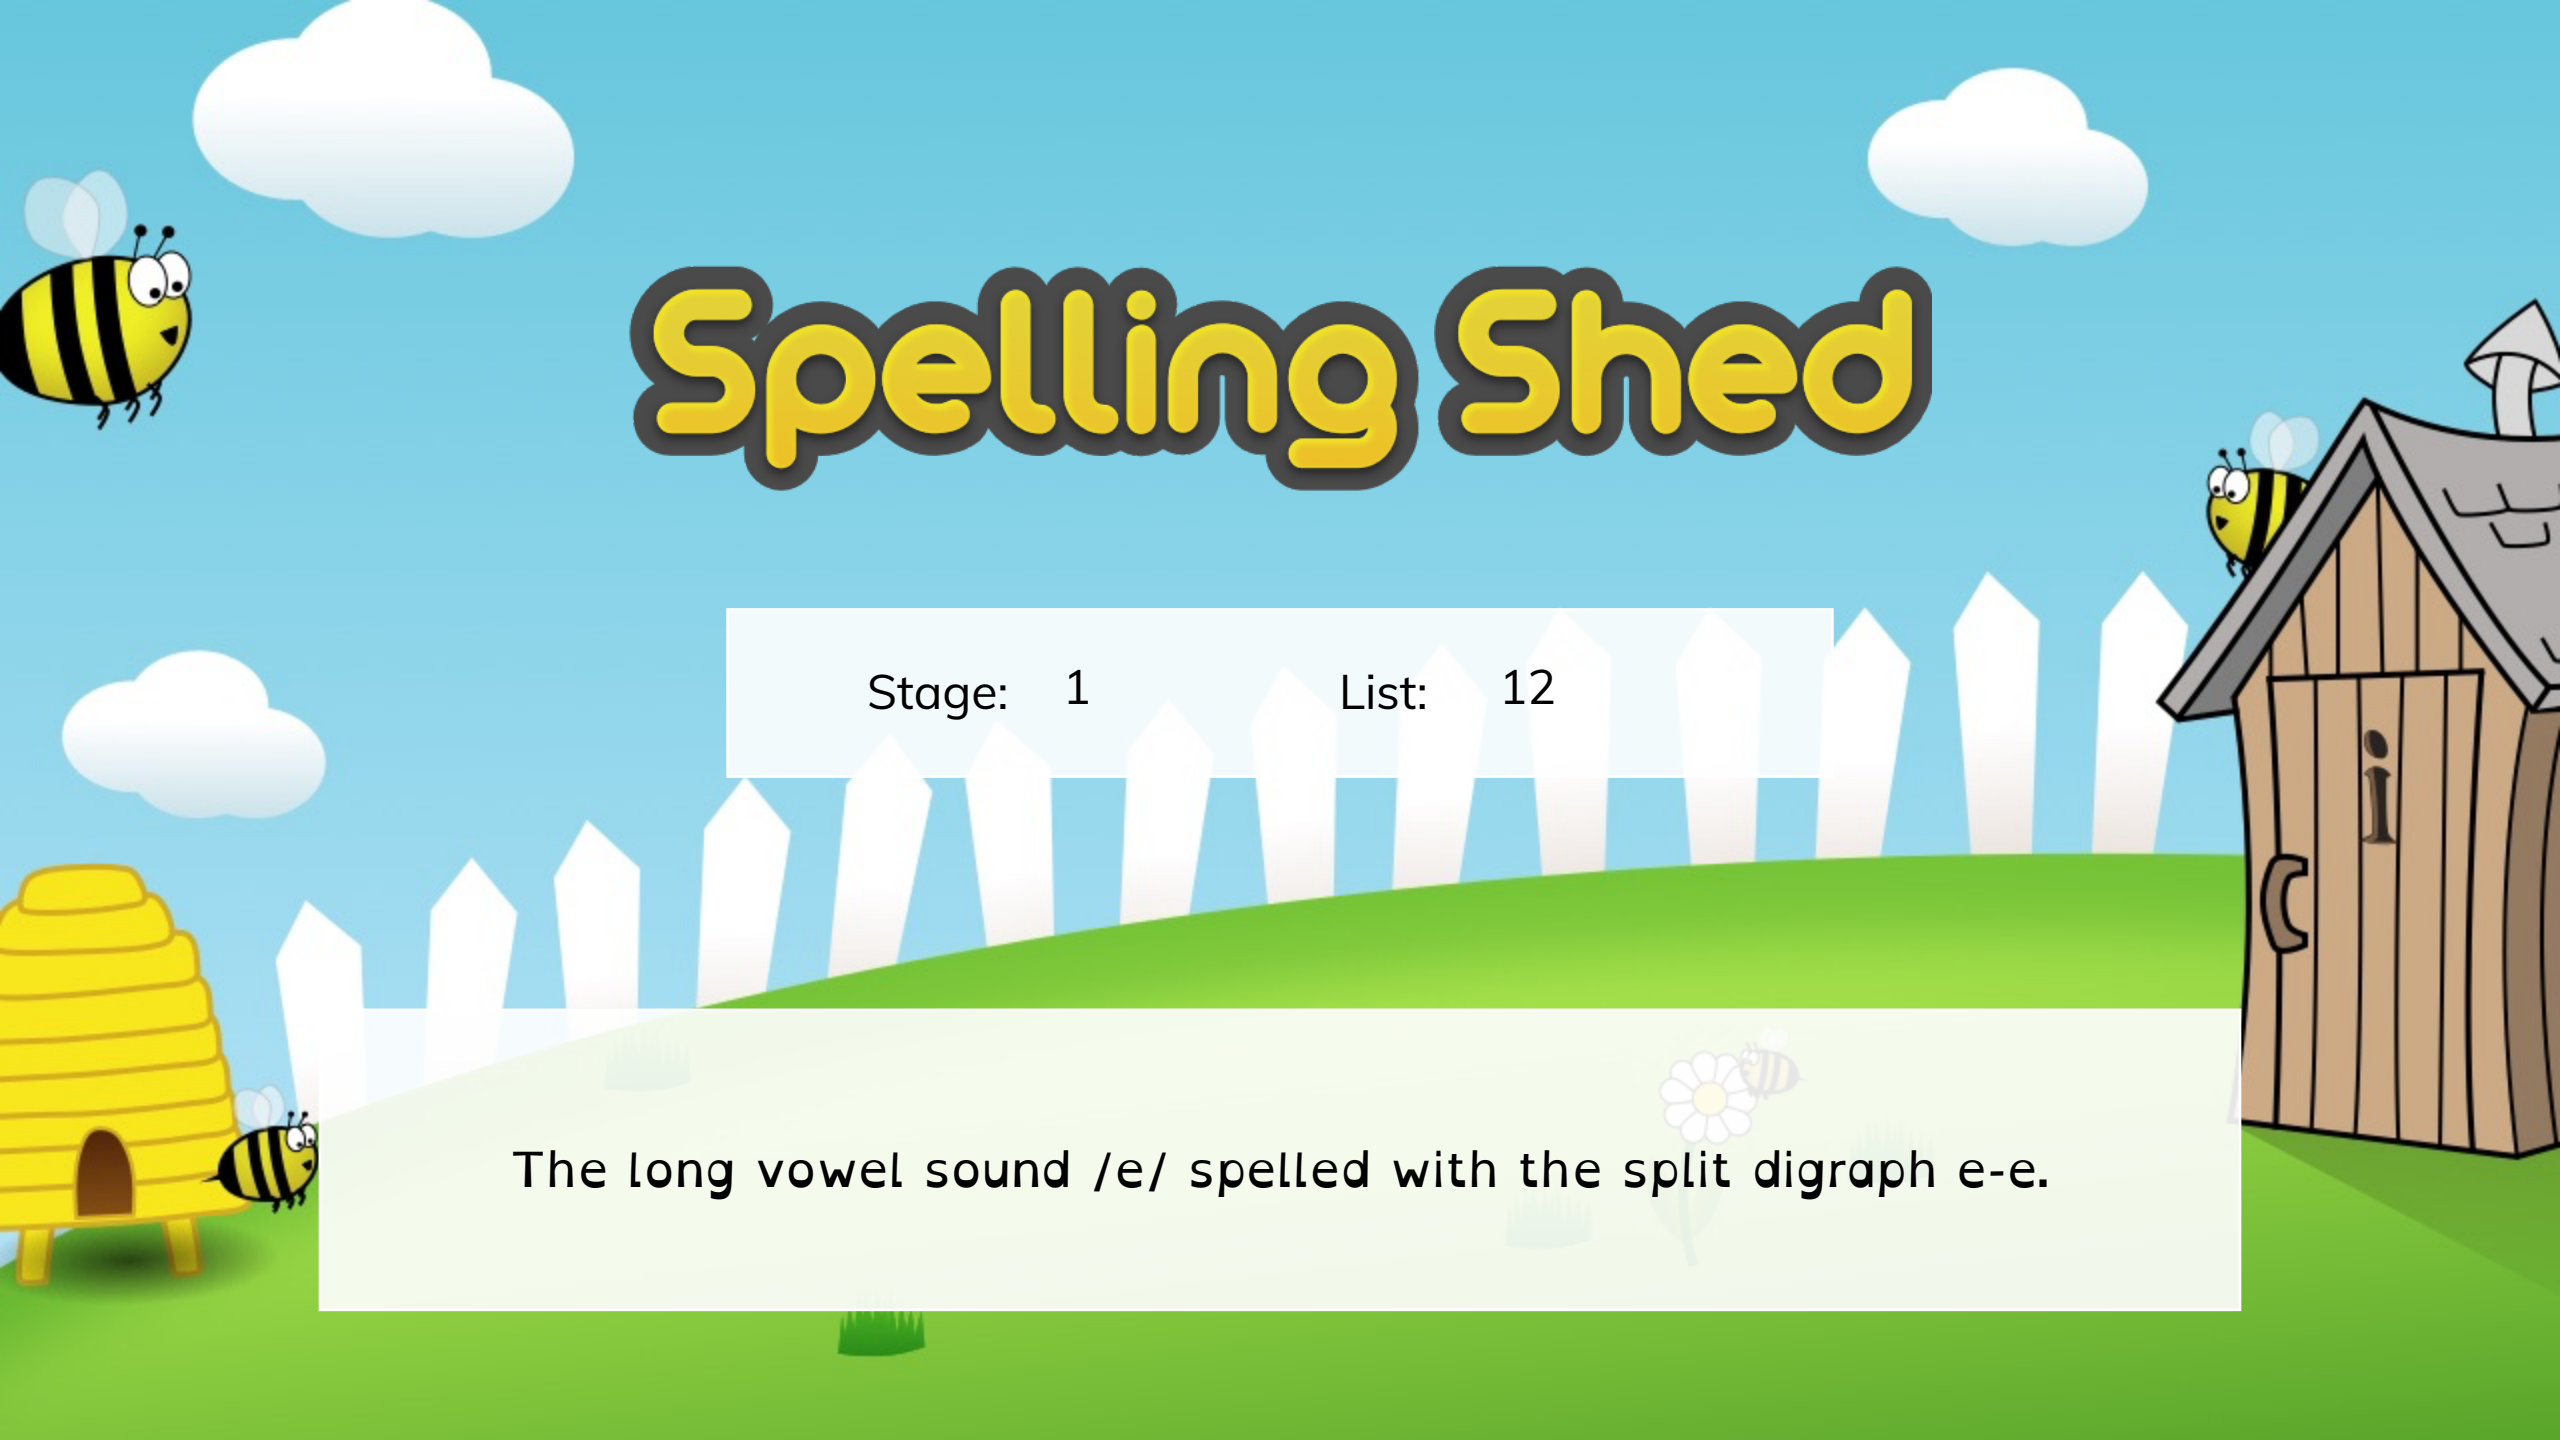 Spelling Shed
Stage: 1 List: 12
i
The long vowel sound /e/ spelled with the split digraph e-e.